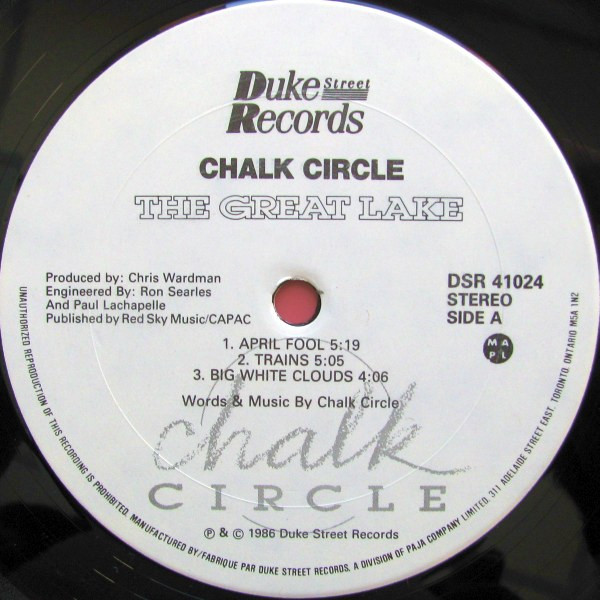 Duke Street
Records
CHALK CIRCLE
THE GREAT LAKE
Produced by: Chris Wardman
Engineered By: Ron Searles
And Paul Lachapelle
Published by Red Sky Music/CAPAC
DSR 41024
STEREO
SIDE A
M A
P L
1. APRIL FOOL 5:19
2. TRAINS 5:05
3. BIG WHITE CLOUDS 4:06
Words & Music By Chalk Circle
chalk
CIRCLE
℗ & © 1986 Duke Street Records
UNAUTHORIZED REPRODUCTION OF THIS RECORDING IS PROHIBITED. MANUFACTURED BY/FABRIQUE PAR DUKE STREET RECORDS, A DIVISION OF PAJA COMPANY LIMITED. 311 ADELAIDE STREET EAST, TORONTO, ONTARIO M5A 1N2